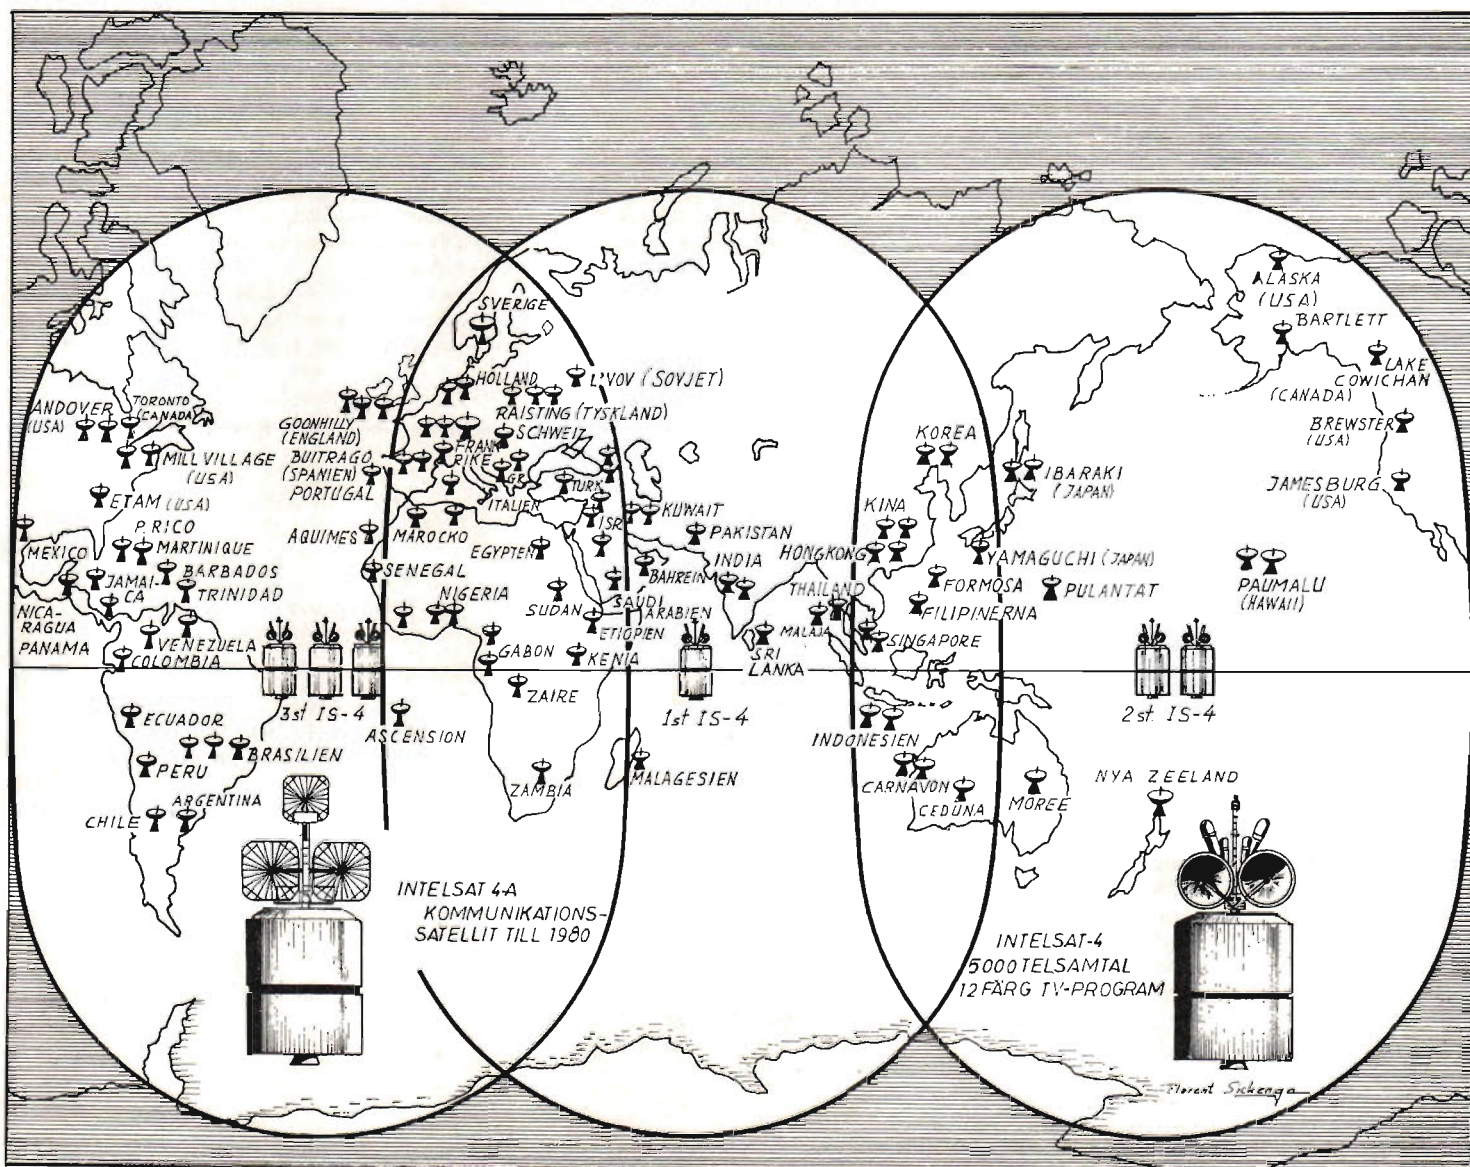 SVERIGE
HOLLAND
L'VOV (SOVJET)
RAISTING (TYSKLAND)
SCHWEIZ
GOONHILLY
(ENGLAND)
BUITRAGO
(SPANIEN)
PORTUGAL
FRANK
RIKE
GR.
ITALIEN
TURK.
ISR
ANDOVER
(USA)
TORONTO
(CANADA)
MILL VILLAGE
(USA)
ETAM (USA)
P. RICO
MARTINIQUE
BARBADOS
TRINIDAD
MEXICO
JAMAI-
CA
NICA-
RAGUA
PANAMA
VENEZUELA
COLOMBIA
AQUIMES
MAROCKO
EGYPTEN
SENEGAL
NIGERIA
SUDAN
SAUDI
ARABIEN
ETIOPIEN
GABON
KENIA
ZAIRE
KUWAIT
PAKISTAN
BAHREIN
INDIA
HONGKONG
THAILAND
MALAJA
SRI
LANKA
SINGAPORE
KINA
KOREA
IBARAKI
(JAPAN)
YAMAGUCHI (JAPAN)
FORMOSA
FILIPINERNA
PULANTAT
ALASKA
(USA)
BARTLETT
LAKE
COWICHAN
(CANADA)
BREWSTER
(USA)
JAMESBURG
(USA)
PAUMALU
(HAWAII)
3st IS-4
1st IS-4
2st. IS-4
ECUADOR
BRASILIEN
PERU
ARGENTINA
CHILE
ASCENSION
ZAMBIA
MALAGESIEN
INDONESIEN
CARNAVON
CEDUNA
MOREE
NYA ZEELAND
INTELSAT 4-A
KOMMUNIKATIONS-
SATELLIT TILL 1980
INTELSAT-4
5000 TELSAMTAL
12 FÄRG TV-PROGRAM
Florent Sickenga